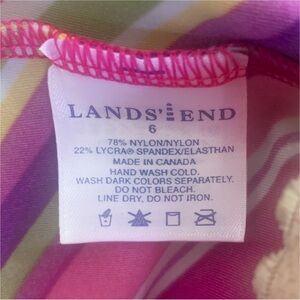 LANDS' END
6
78% NYLON/NYLON
22% LYCRA® SPANDEX/ELASTHAN
MADE IN CANADA
HAND WASH COLD.
WASH DARK COLORS SEPARATELY.
DO NOT BLEACH.
LINE DRY, DO NOT IRON.